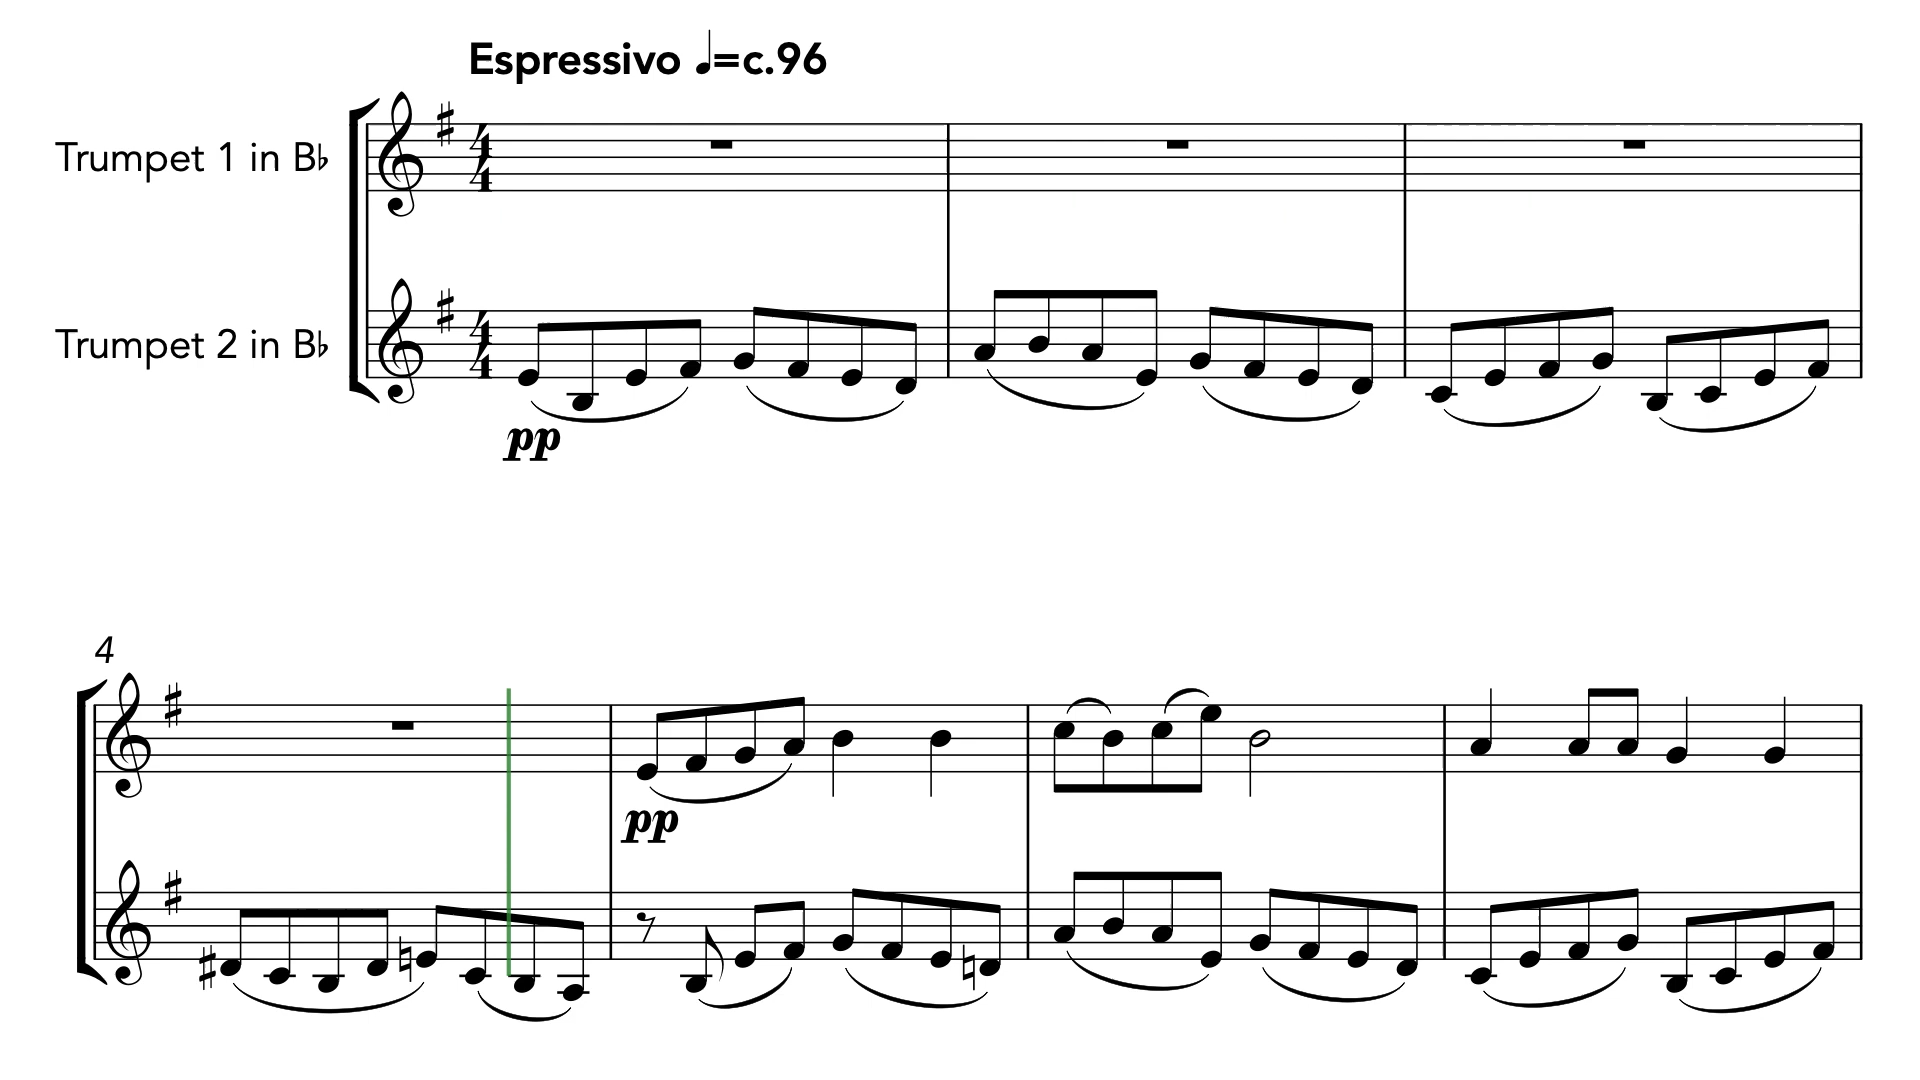 Espressivo ♩=c.96
Trumpet 1 in B♭
Trumpet 2 in B♭
pp
4
pp